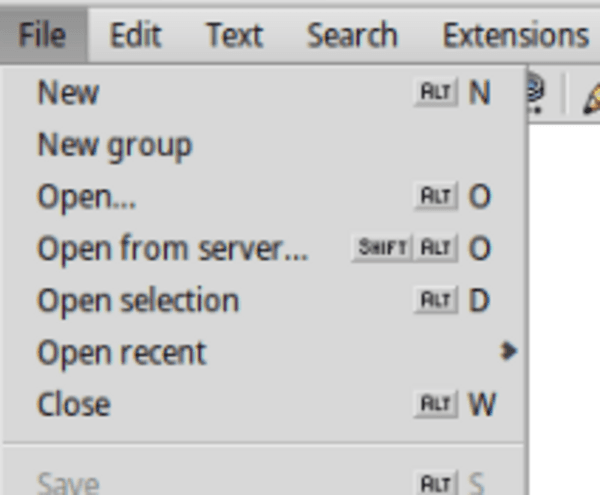 File Edit Text Search Extensions
New ALT N
New group
Open... ALT O
Open from server... SHIFT ALT O
Open selection ALT D
Open recent
Close ALT W
Save ALT S